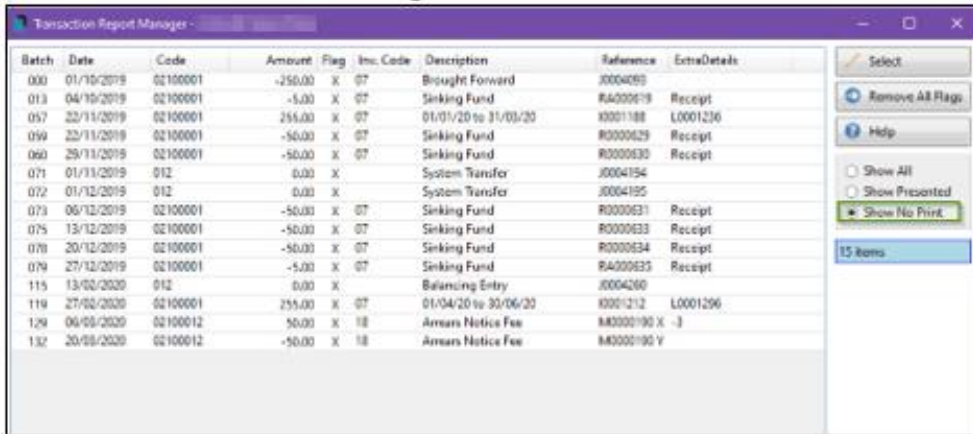 Transaction Report Manager -
Batch Date Code Amount Flag Inv. Code Description Reference ExtraDetails
000 01/10/2019 02100001 -250.00 X 07 Brought Forward J0004093
013 04/10/2019 02100001 -5.00 X 07 Sinking Fund RA000619 Receipt
057 22/11/2019 02100001 255.00 X 07 01/01/20 to 31/03/20 I0001188 L0001236
059 22/11/2019 02100001 -50.00 X 07 Sinking Fund R0000629 Receipt
060 29/11/2019 02100001 -50.00 X 07 Sinking Fund R0000630 Receipt
071 01/11/2019 012 0.00 X System Transfer J0004194
072 01/12/2019 012 0.00 X System Transfer J0004195
073 06/12/2019 02100001 -50.00 X 07 Sinking Fund R0000631 Receipt
075 13/12/2019 02100001 -50.00 X 07 Sinking Fund R0000633 Receipt
078 20/12/2019 02100001 -50.00 X 07 Sinking Fund R0000634 Receipt
079 27/12/2019 02100001 -5.00 X 07 Sinking Fund RA000635 Receipt
115 13/02/2020 012 0.00 X Balancing Entry J0004260
119 27/02/2020 02100001 255.00 X 07 01/04/20 to 30/06/20 I0001212 L0001296
129 06/03/2020 02100012 50.00 X 18 Arrears Notice Fee M0000190 X -3
132 20/03/2020 02100012 -50.00 X 18 Arrears Notice Fee M0000190 Y
Select
Remove All Flags
Help
Show All
Show Presented
Show No Print
15 items